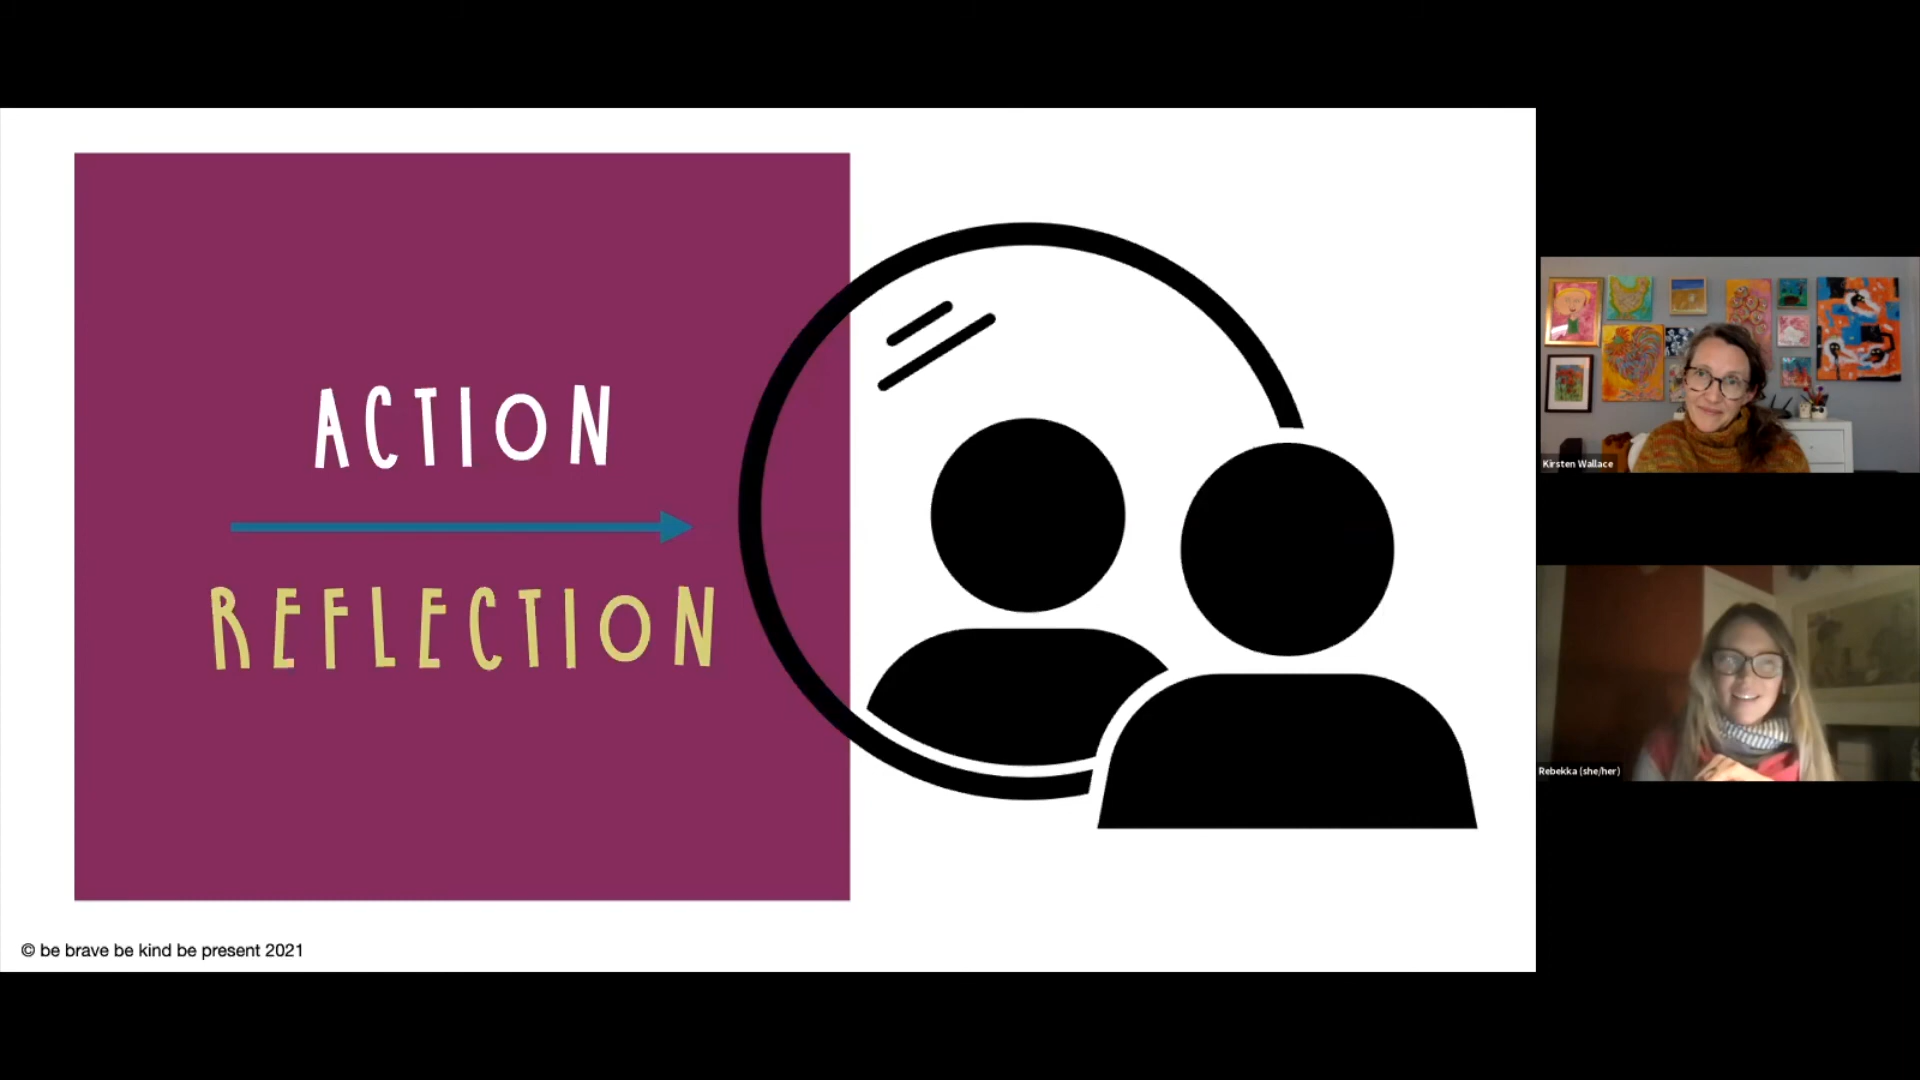 ACTION
REFLECTION
© be brave be kind be present 2021
Kirsten Wallace
Rebekka (she/her)